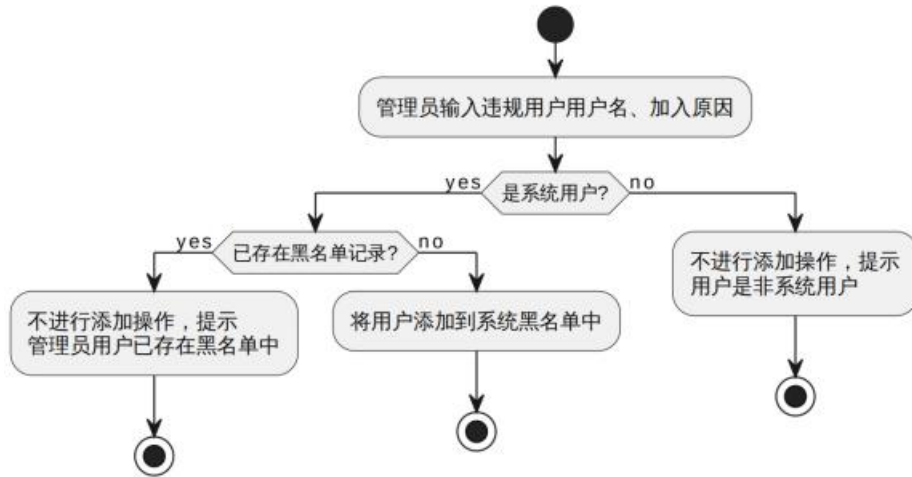 管理员输入违规用户用户名、加入原因
yes
是系统用户?
no
yes
已存在黑名单记录?
no
不进行添加操作，提示
用户是非系统用户
不进行添加操作，提示
管理员用户已存在黑名单中
将用户添加到系统黑名单中